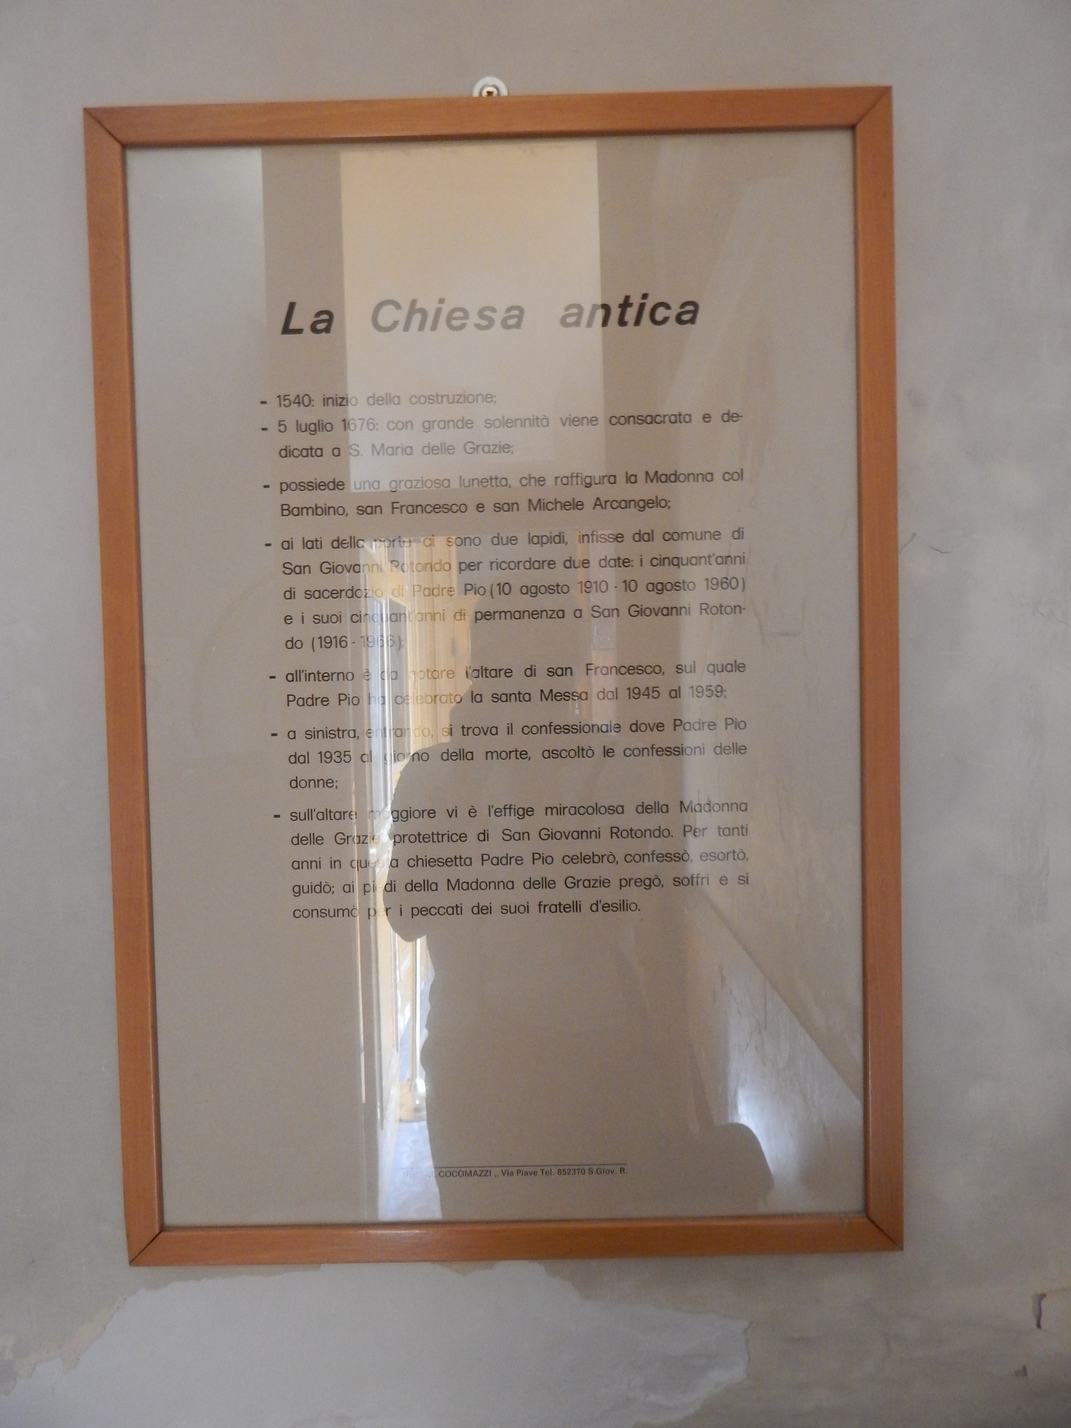 La Chiesa antica
- 1540: inizio della costruzione;
- 5 luglio 1676: con grande solennità viene consacrata e de-
dicata a S. Maria delle Grazie;
- possiede una graziosa lunetta, che raffigura la Madonna col
Bambino, san Francesco e san Michele Arcangelo;
- ai lati della porta ci sono due lapidi, infisse dal comune di
San Giovanni Rotondo per ricordare due date: i cinquant'anni
di sacerdozio di Padre Pio (10 agosto 1910 - 10 agosto 1960)
e i suoi cinquant'anni di permanenza a San Giovanni Roton-
do (1916 - 1966);
- all'interno è da notare l'altare di san Francesco, sul quale
Padre Pio ha celebrato la santa Messa dal 1945 al 1959;
- a sinistra, entrando, si trova il confessionale dove Padre Pio
dal 1935 al giorno della morte, ascoltò le confessioni delle
donne;
- sull'altare maggiore vi è l'effige miracolosa della Madonna
delle Grazie protettrice di San Giovanni Rotondo. Per tanti
anni in questa chiesetta Padre Pio celebrò, confessò, esortò,
guidò; ai piedi della Madonna delle Grazie pregò, soffri e si
consumò per i peccati dei suoi fratelli d'esilio.
COCOMAZZI ,, Via Piave Tel. 852370 S.Giov. R.